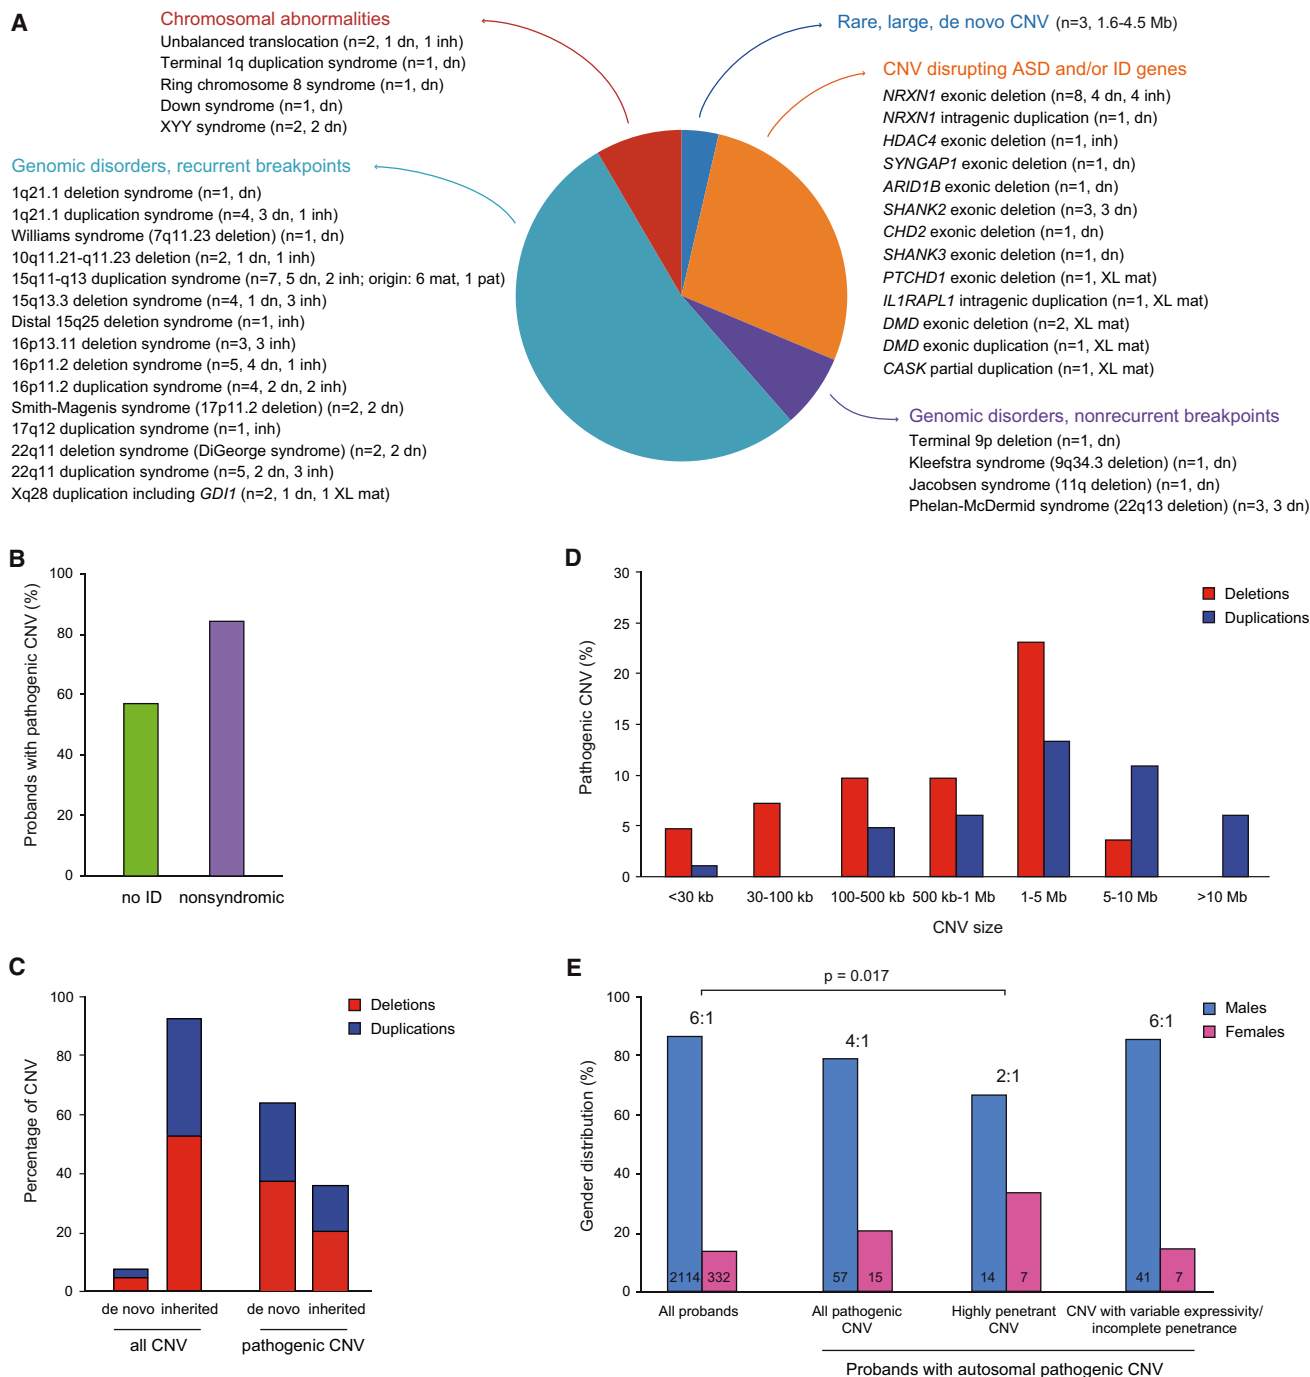 A
Chromosomal abnormalities
Unbalanced translocation (n=2, 1 dn, 1 inh)
Terminal 1q duplication syndrome (n=1, dn)
Ring chromosome 8 syndrome (n=1, dn)
Down syndrome (n=1, dn)
XYY syndrome (n=2, 2 dn)
Genomic disorders, recurrent breakpoints
1q21.1 deletion syndrome (n=1, dn)
1q21.1 duplication syndrome (n=4, 3 dn, 1 inh)
Williams syndrome (7q11.23 deletion) (n=1, dn)
10q11.21-q11.23 deletion (n=2, 1 dn, 1 inh)
15q11-q13 duplication syndrome (n=7, 5 dn, 2 inh; origin: 6 mat, 1 pat)
15q13.3 deletion syndrome (n=4, 1 dn, 3 inh)
Distal 15q25 deletion syndrome (n=1, inh)
16p13.11 deletion syndrome (n=3, 3 inh)
16p11.2 deletion syndrome (n=5, 4 dn, 1 inh)
16p11.2 duplication syndrome (n=4, 2 dn, 2 inh)
Smith-Magenis syndrome (17p11.2 deletion) (n=2, 2 dn)
17q12 duplication syndrome (n=1, inh)
22q11 deletion syndrome (DiGeorge syndrome) (n=2, 2 dn)
22q11 duplication syndrome (n=5, 2 dn, 3 inh)
Xq28 duplication including GDI1 (n=2, 1 dn, 1 XL mat)
Rare, large, de novo CNV (n=3, 1.6-4.5 Mb)
CNV disrupting ASD and/or ID genes
NRXN1 exonic deletion (n=8, 4 dn, 4 inh)
NRXN1 intragenic duplication (n=1, dn)
HDAC4 exonic deletion (n=1, inh)
SYNGAP1 exonic deletion (n=1, dn)
ARID1B exonic deletion (n=1, dn)
SHANK2 exonic deletion (n=3, 3 dn)
CHD2 exonic deletion (n=1, dn)
SHANK3 exonic deletion (n=1, dn)
PTCHD1 exonic deletion (n=1, XL mat)
IL1RAPL1 intragenic duplication (n=1, XL mat)
DMD exonic deletion (n=2, XL mat)
DMD exonic duplication (n=1, XL mat)
CASK partial duplication (n=1, XL mat)
Genomic disorders, nonrecurrent breakpoints
Terminal 9p deletion (n=1, dn)
Kleefstra syndrome (9q34.3 deletion) (n=1, dn)
Jacobsen syndrome (11q deletion) (n=1, dn)
Phelan-McDermid syndrome (22q13 deletion) (n=3, 3 dn)
B
Probands with pathogenic CNV (%)
100
80
60
40
20
0
no ID nonsyndromic
D
Pathogenic CNV (%)
30
25
20
15
10
5
0
Deletions
Duplications
<30 kb 30-100 kb 100-500 kb 500 kb-1 Mb 1-5 Mb 5-10 Mb >10 Mb
CNV size
C
Percentage of CNV
100
80
60
40
20
0
Deletions
Duplications
de novo inherited de novo inherited
all CNV pathogenic CNV
E
Gender distribution (%)
100
80
60
40
20
0
p = 0.017
6:1
4:1
2:1
6:1
Males
Females
2114 332 57 15 14 7 41 7
All probands All pathogenic Highly penetrant CNV with variable expressivity/
CNV CNV incomplete penetrance
Probands with autosomal pathogenic CNV